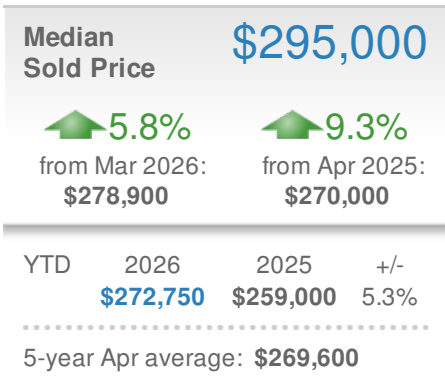 Median $295,000
Sold Price
5.8% 9.3%
from Mar 2026: from Apr 2025:
$278,900 $270,000
YTD 2026 2025 +/-
$272,750 $259,000 5.3%
5-year Apr average: $269,600